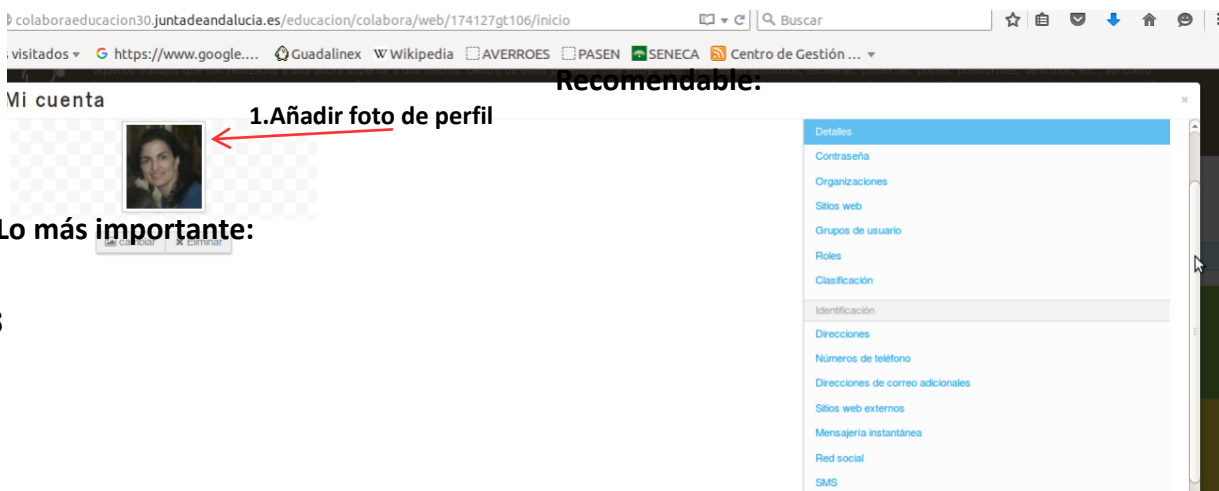 colaboraeducacion30.juntadeandalucia.es/educacion/colabora/web/174127gt106/inicio
Buscar
visitados
https://www.google....
Guadalinex
Wikipedia
AVERROES
PASEN
SENECA
Centro de Gestión ...
Recomendable:
Mi cuenta
1.Añadir foto de perfil
Lo más importante:
cambiar
Eliminar
Detalles
Contraseña
Organizaciones
Sitios web
Grupos de usuario
Roles
Clasificación
Identificación
Direcciones
Números de teléfono
Direcciones de correo adicionales
Sitios web externos
Mensajería instantánea
Red social
SMS